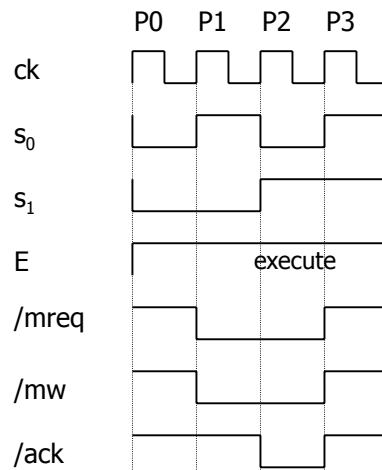 P0 P1 P2 P3
ck
s₀
s₁
E execute
/mreq
/mw
/ack